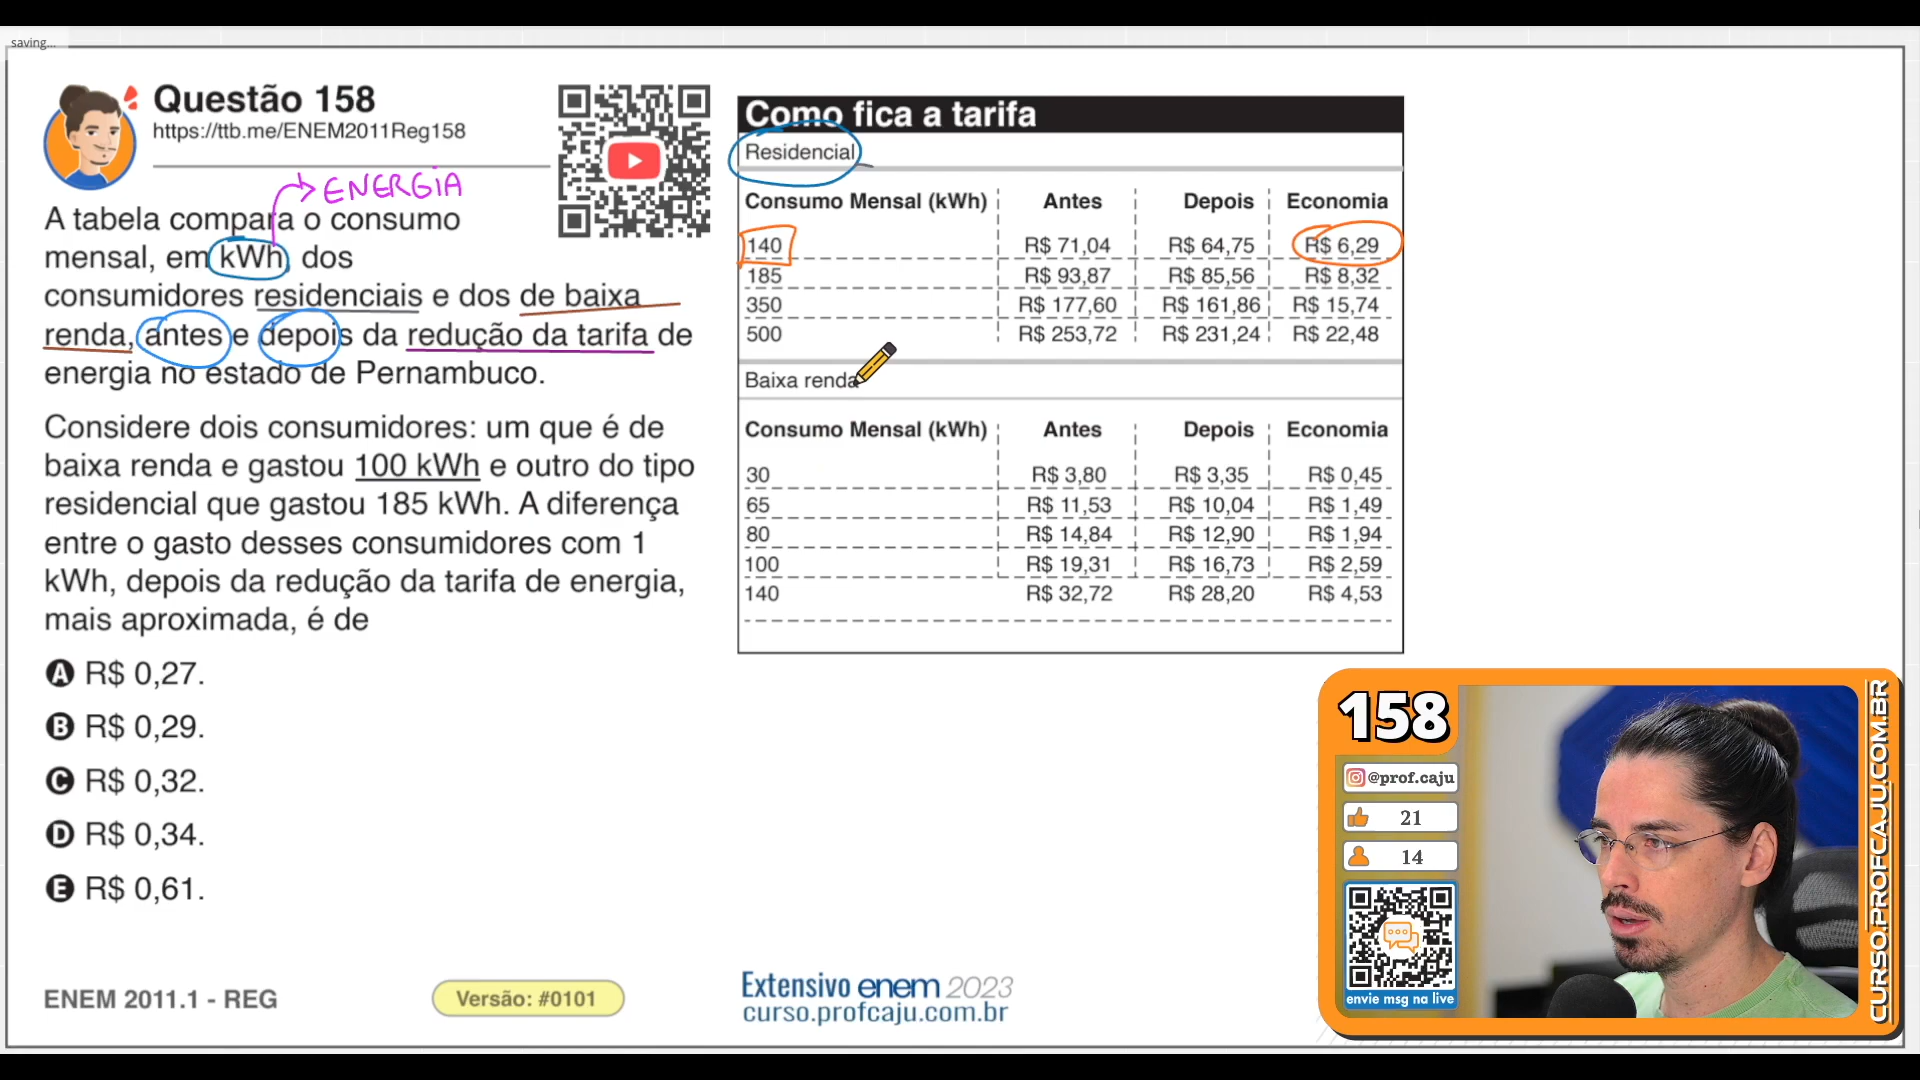 saving...
Questão 158
https://ttb.me/ENEM2011Reg158
ENERGIA
A tabela compara o consumo
mensal, em kWh, dos
consumidores residenciais e dos de baixa
renda, antes e depois da redução da tarifa de
energia no estado de Pernambuco.
Considere dois consumidores: um que é de
baixa renda e gastou 100 kWh e outro do tipo
residencial que gastou 185 kWh. A diferença
entre o gasto desses consumidores com 1
kWh, depois da redução da tarifa de energia,
mais aproximada, é de
A R$ 0,27.
B R$ 0,29.
C R$ 0,32.
D R$ 0,34.
E R$ 0,61.
ENEM 2011.1 - REG
Versão: #0101
Como fica a tarifa
Residencial
Consumo Mensal (kWh) Antes Depois Economia
140 R$ 71,04 R$ 64,75 R$ 6,29
185 R$ 93,87 R$ 85,56 R$ 8,32
350 R$ 177,60 R$ 161,86 R$ 15,74
500 R$ 253,72 R$ 231,24 R$ 22,48
Baixa renda
Consumo Mensal (kWh) Antes Depois Economia
30 R$ 3,80 R$ 3,35 R$ 0,45
65 R$ 11,53 R$ 10,04 R$ 1,49
80 R$ 14,84 R$ 12,90 R$ 1,94
100 R$ 19,31 R$ 16,73 R$ 2,59
140 R$ 32,72 R$ 28,20 R$ 4,53
Extensivo enem 2023
curso.profcaju.com.br
158
@prof.caju
21
14
envie msg na live
CURSO.PROFCAJU.COM.BR